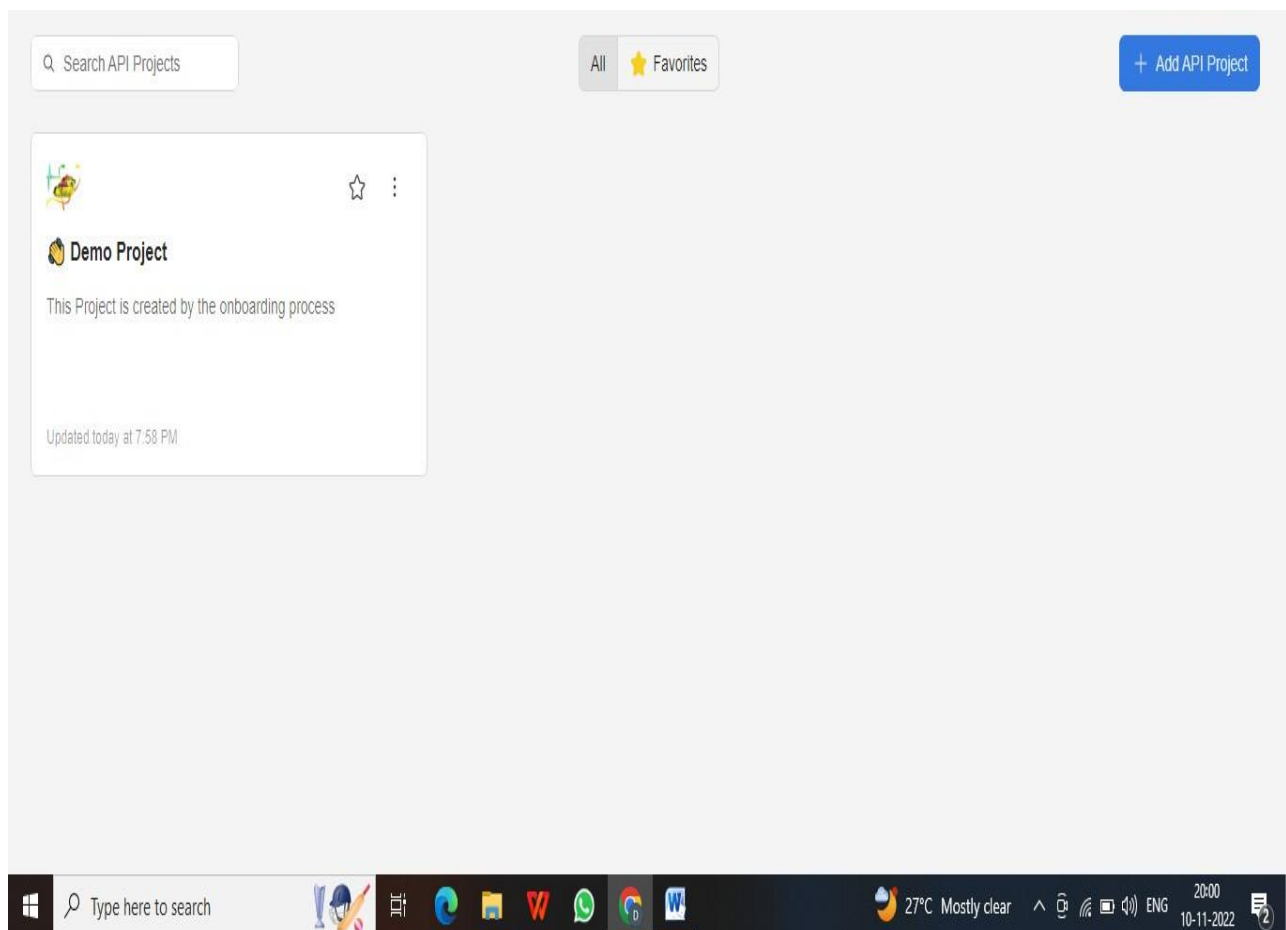 Search API Projects
All Favorites
+ Add API Project
Demo Project
This Project is created by the onboarding process
Updated today at 7:58 PM
Type here to search
27°C Mostly clear
ENG
20:00
10-11-2022
2